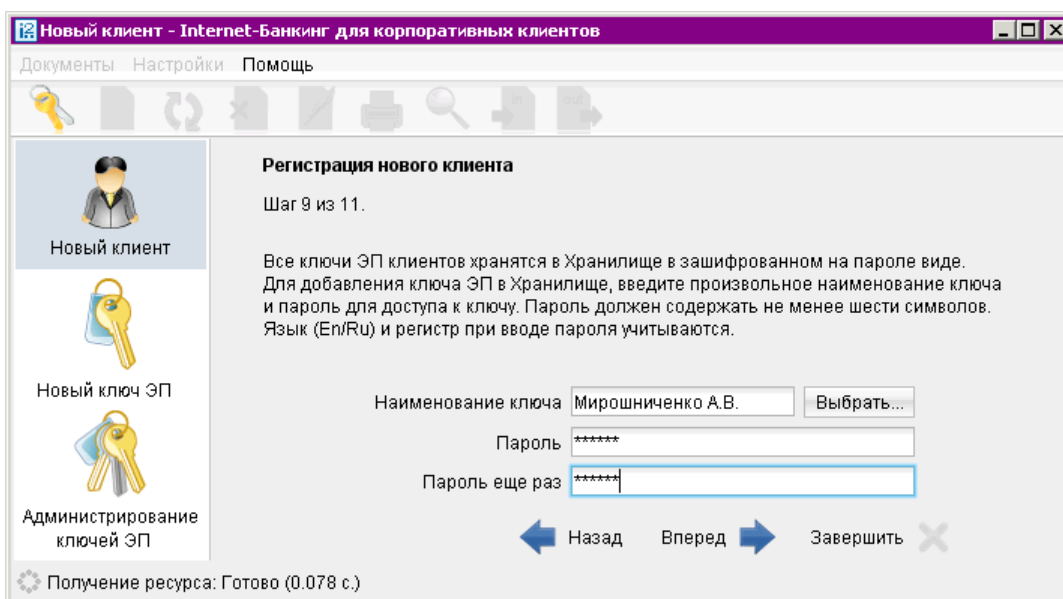 Новый клиент - Internet-Банкинг для корпоративных клиентов
Документы Настройки Помощь
in out
Регистрация нового клиента
Шаг 9 из 11.
Новый клиент
Все ключи ЭП клиентов хранятся в Хранилище в зашифрованном на пароле виде.
Для добавления ключа ЭП в Хранилище, введите произвольное наименование ключа
и пароль для доступа к ключу. Пароль должен содержать не менее шести символов.
Язык (En/Ru) и регистр при вводе пароля учитываются.
Новый ключ ЭП
Наименование ключа Мирошниченко А.В. Выбрать...
Пароль ******
Пароль еще раз ******
Администрирование
ключей ЭП
Назад Вперед Завершить
Получение ресурса: Готово (0.078 с.)